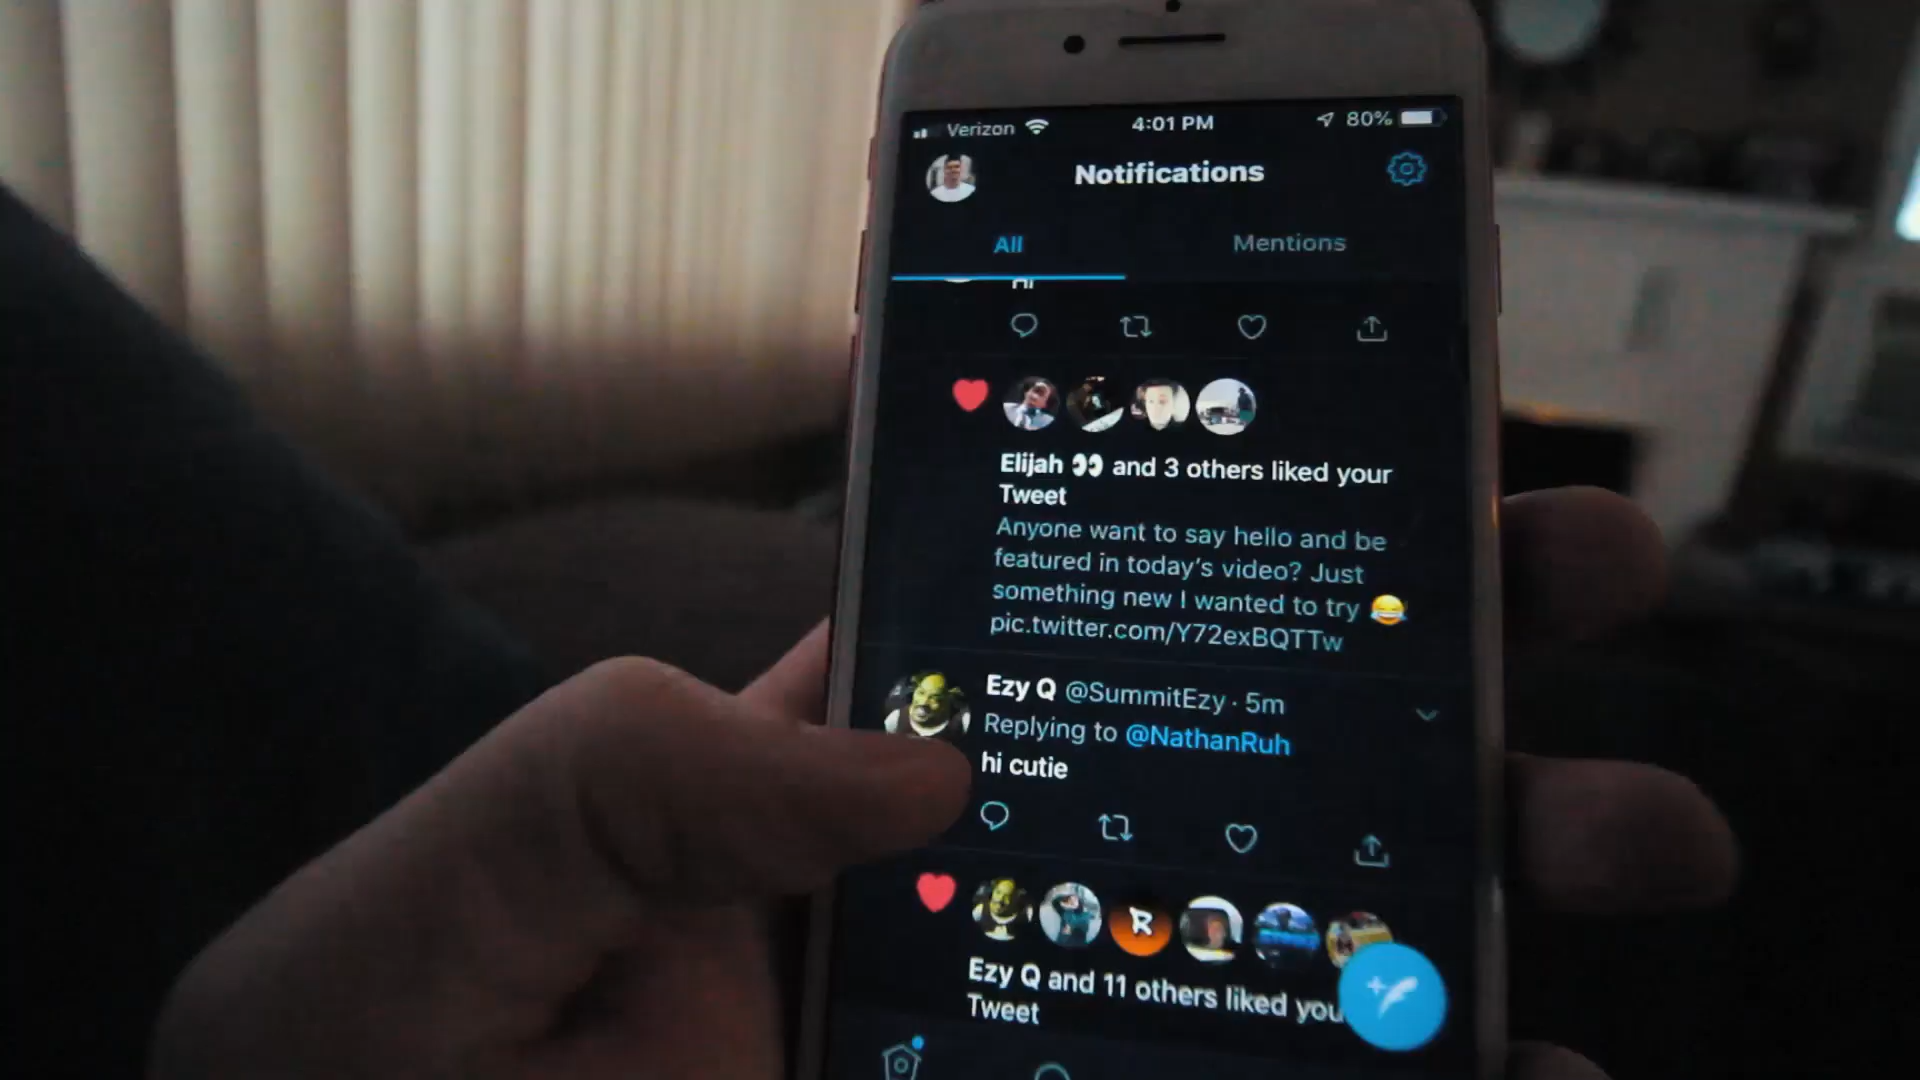 Verizon 4:01 PM 80%
Notifications
All Mentions
Hi
Elijah 👀 and 3 others liked your
Tweet
Anyone want to say hello and be
featured in today's video? Just
something new I wanted to try 😂
pic.twitter.com/Y72exBQTTw
Ezy Q @SummitEzy · 5m
Replying to @NathanRuh
hi cutie
R
Ezy Q and 11 others liked you
Tweet